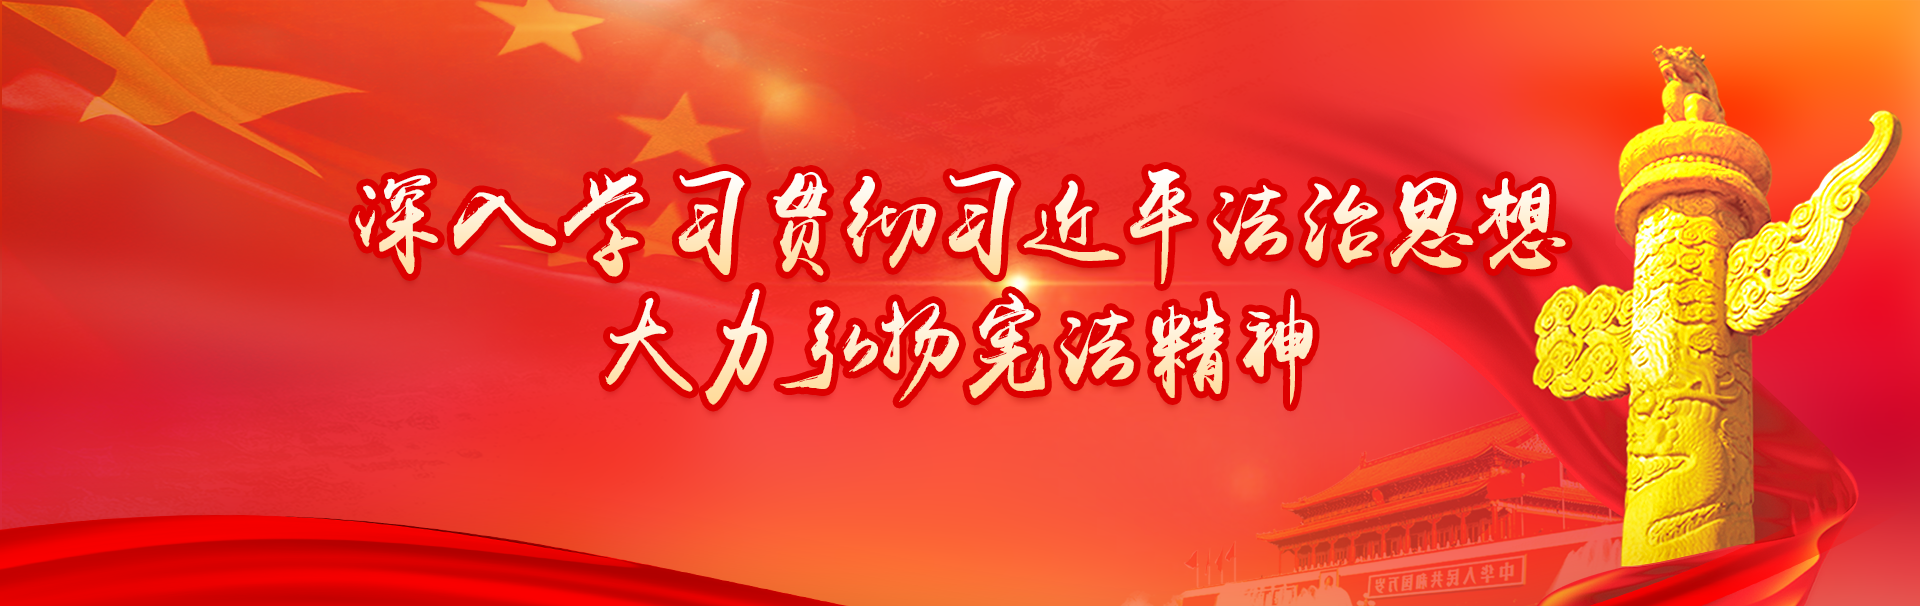 深入学习贯彻习近平法治思想
大力弘扬宪法精神
中华人民共和国万岁